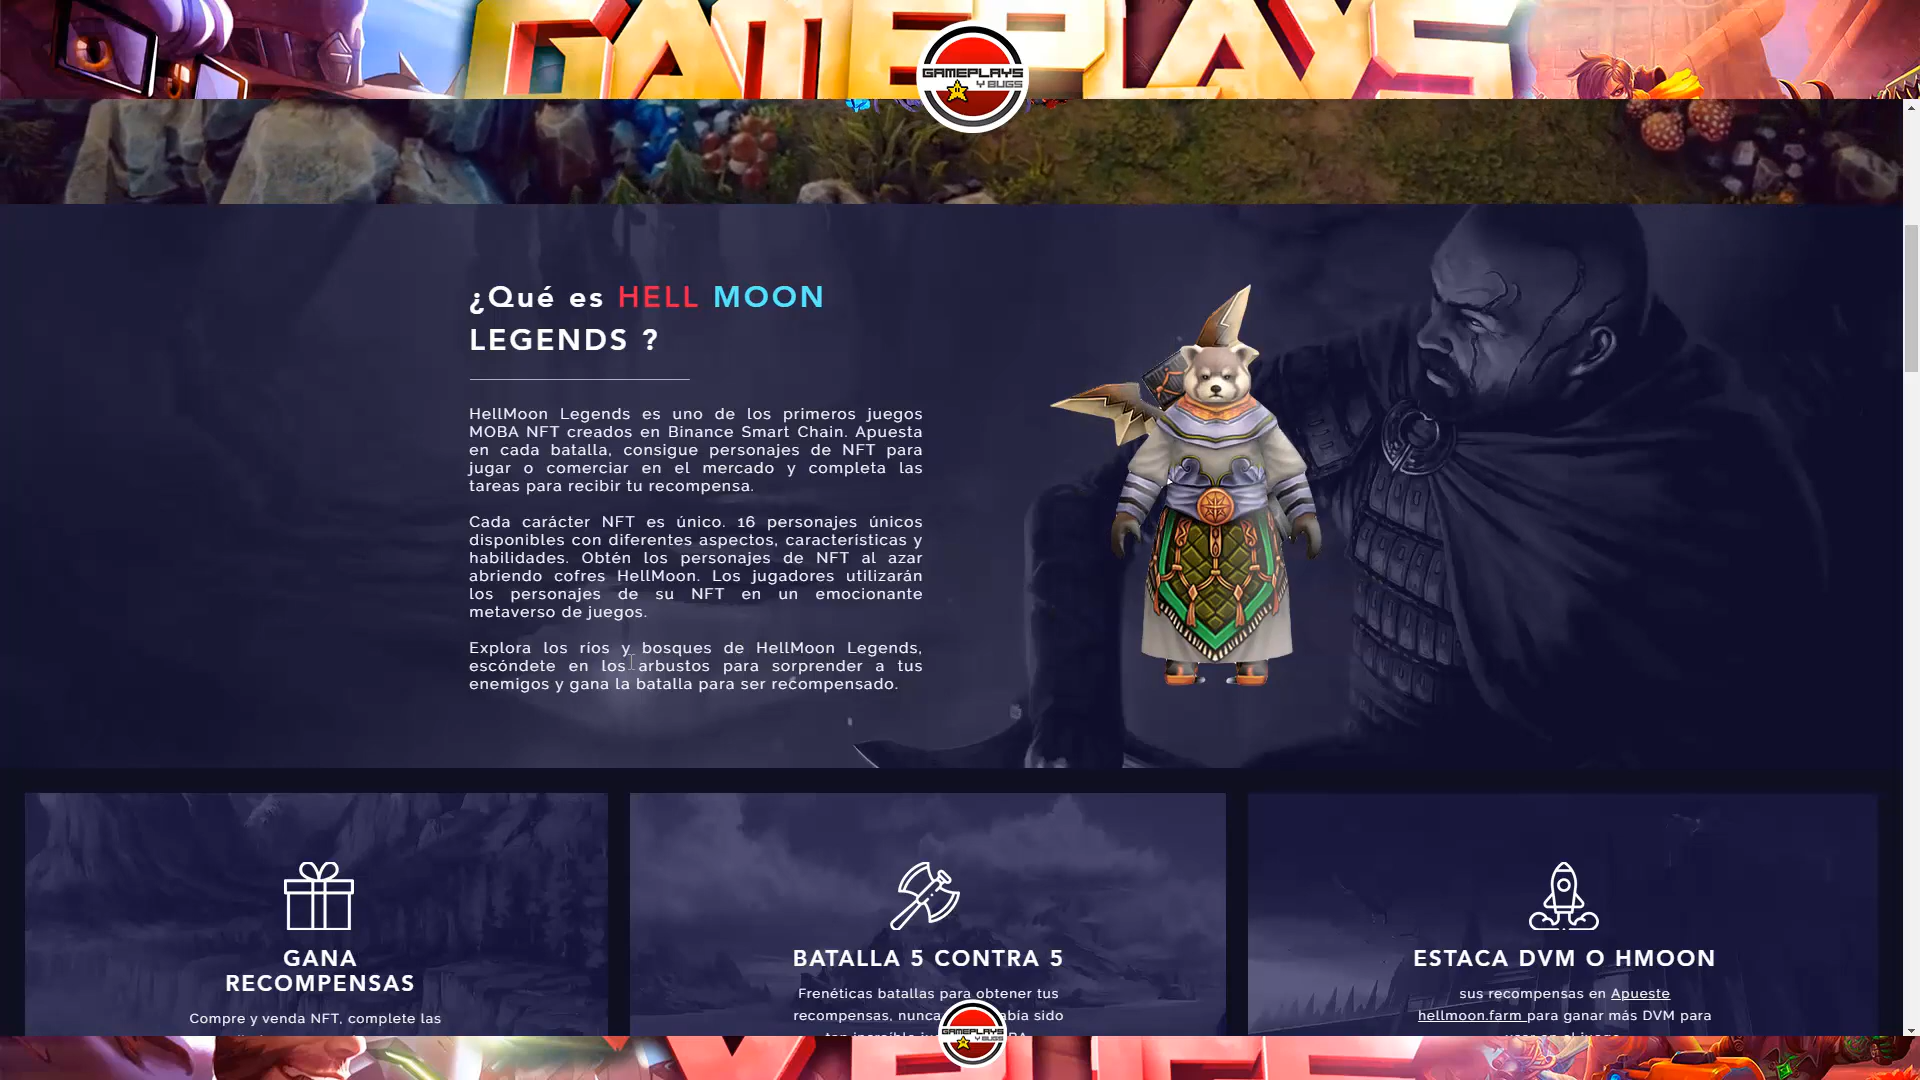 GAMEPLAYS
GAMEPLAYS
Y BUGS
¿Qué es HELL MOON
LEGENDS ?
HellMoon Legends es uno de los primeros juegos
MOBA NFT creados en Binance Smart Chain. Apuesta
en cada batalla, consigue personajes de NFT para
jugar o comerciar en el mercado y completa las
tareas para recibir tu recompensa.
Cada carácter NFT es único. 16 personajes únicos
disponibles con diferentes aspectos, características y
habilidades. Obtén los personajes de NFT al azar
abriendo cofres HellMoon. Los jugadores utilizarán
los personajes de su NFT en un emocionante
metaverso de juegos.
Explora los ríos y bosques de HellMoon Legends,
escóndete en los arbustos para sorprender a tus
enemigos y gana la batalla para ser recompensado.
GANA
RECOMPENSAS
Compre y venda NFT, complete las
BATALLA 5 CONTRA 5
Frenéticas batallas para obtener tus
recompensas, nunca había sido
ESTACA DVM O HMOON
sus recompensas en Apueste
hellmoon.farm para ganar más DVM para
GAMEPLAYS
Y BUGS